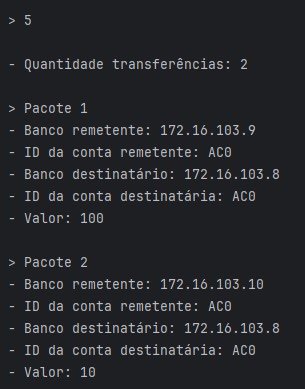 > 5
- Quantidade transferências: 2
> Pacote 1
- Banco remetente: 172.16.103.9
- ID da conta remetente: AC0
- Banco destinatário: 172.16.103.8
- ID da conta destinatária: AC0
- Valor: 100
> Pacote 2
- Banco remetente: 172.16.103.10
- ID da conta remetente: AC0
- Banco destinatário: 172.16.103.8
- ID da conta destinatária: AC0
- Valor: 10